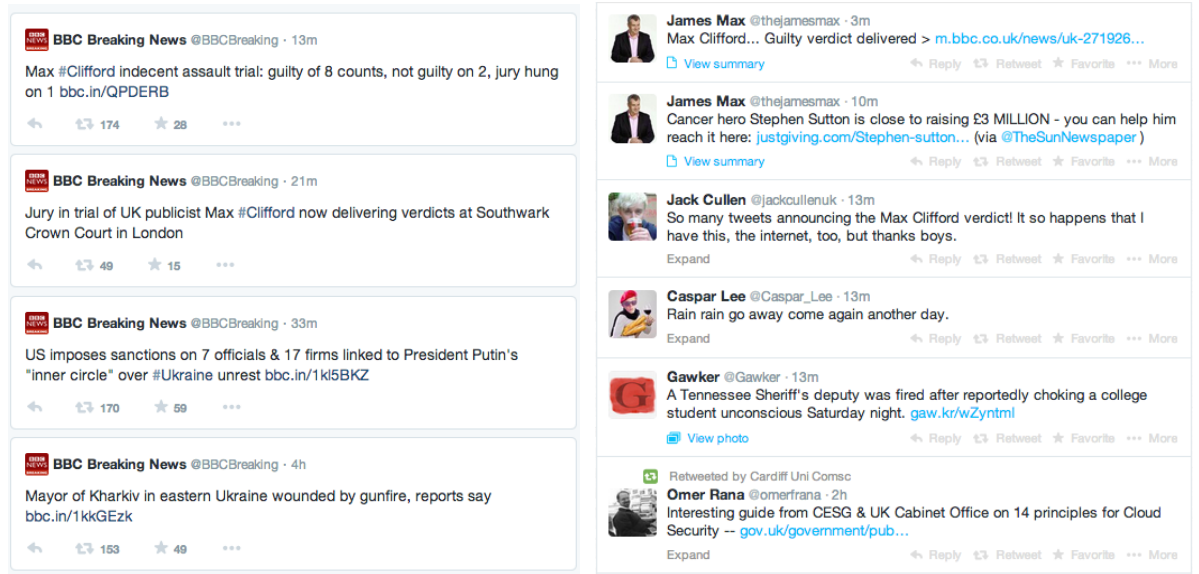 BBC NEWS BREAKING BBC Breaking News @BBCBreaking · 13m
Max #Clifford indecent assault trial: guilty of 8 counts, not guilty on 2, jury hung
on 1 bbc.in/QPDERB
174 28
BBC NEWS BREAKING BBC Breaking News @BBCBreaking · 21m
Jury in trial of UK publicist Max #Clifford now delivering verdicts at Southwark
Crown Court in London
49 15
BBC NEWS BREAKING BBC Breaking News @BBCBreaking · 33m
US imposes sanctions on 7 officials & 17 firms linked to President Putin's
"inner circle" over #Ukraine unrest bbc.in/1kl5BKZ
170 59
BBC NEWS BREAKING BBC Breaking News @BBCBreaking · 4h
Mayor of Kharkiv in eastern Ukraine wounded by gunfire, reports say
bbc.in/1kkGEzk
153 49
James Max @thejamesmax · 3m
Max Clifford... Guilty verdict delivered > m.bbc.co.uk/news/uk-271926...
View summary Reply Retweet Favorite More
James Max @thejamesmax · 10m
Cancer hero Stephen Sutton is close to raising £3 MILLION - you can help him
reach it here: justgiving.com/Stephen-sutton... (via @TheSunNewspaper )
View summary Reply Retweet Favorite More
Jack Cullen @jackcullenuk · 13m
So many tweets announcing the Max Clifford verdict! It so happens that I
have this, the internet, too, but thanks boys.
Expand Reply Retweet Favorite More
Caspar Lee @Caspar_Lee · 13m
Rain rain go away come again another day.
Expand Reply Retweet Favorite More
G Gawker @Gawker · 13m
A Tennessee Sheriff's deputy was fired after reportedly choking a college
student unconscious Saturday night. gaw.kr/wZyntml
View photo Reply Retweet Favorite More
Retweeted by Cardiff Uni Comsc
Omer Rana @omerfrana · 2h
Interesting guide from CESG & UK Cabinet Office on 14 principles for Cloud
Security -- gov.uk/government/pub...
Expand Reply Retweet Favorite More